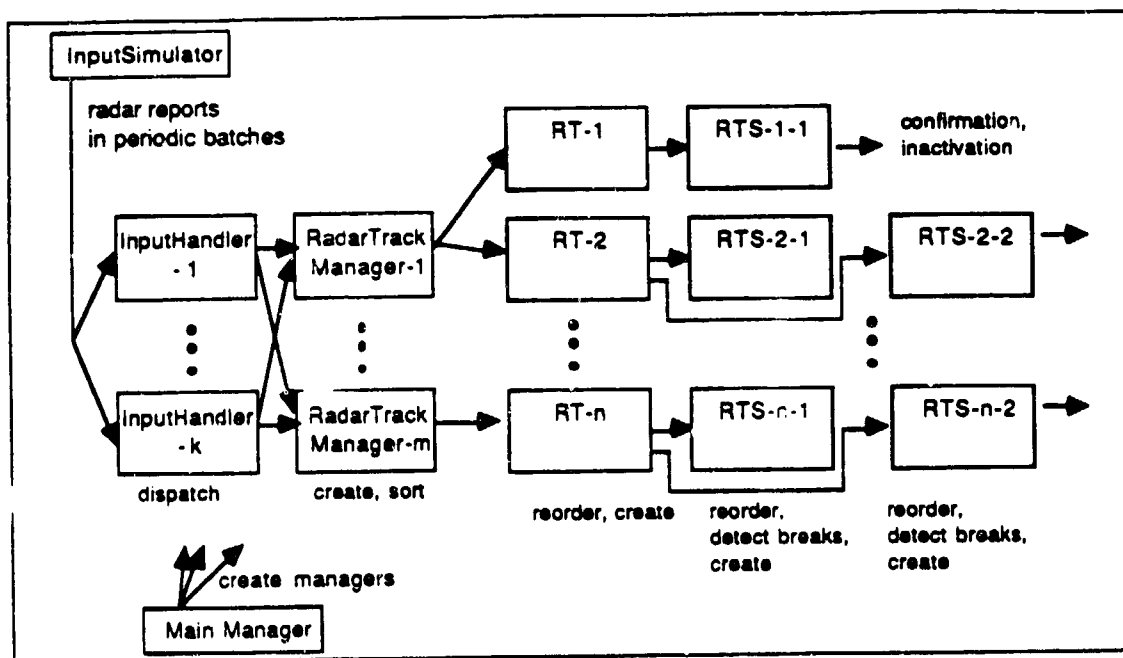 InputSimulator
radar reports
in periodic batches
RT-1
RTS-1-1
confirmation,
inactivation
InputHandler
-1
RadarTrack
Manager-1
RT-2
RTS-2-1
RTS-2-2
InputHandler
-k
RadarTrack
Manager-m
RT-n
RTS-n-1
RTS-n-2
dispatch
create, sort
reorder, create
reorder,
detect breaks,
create
reorder,
detect breaks,
create
create managers
Main Manager